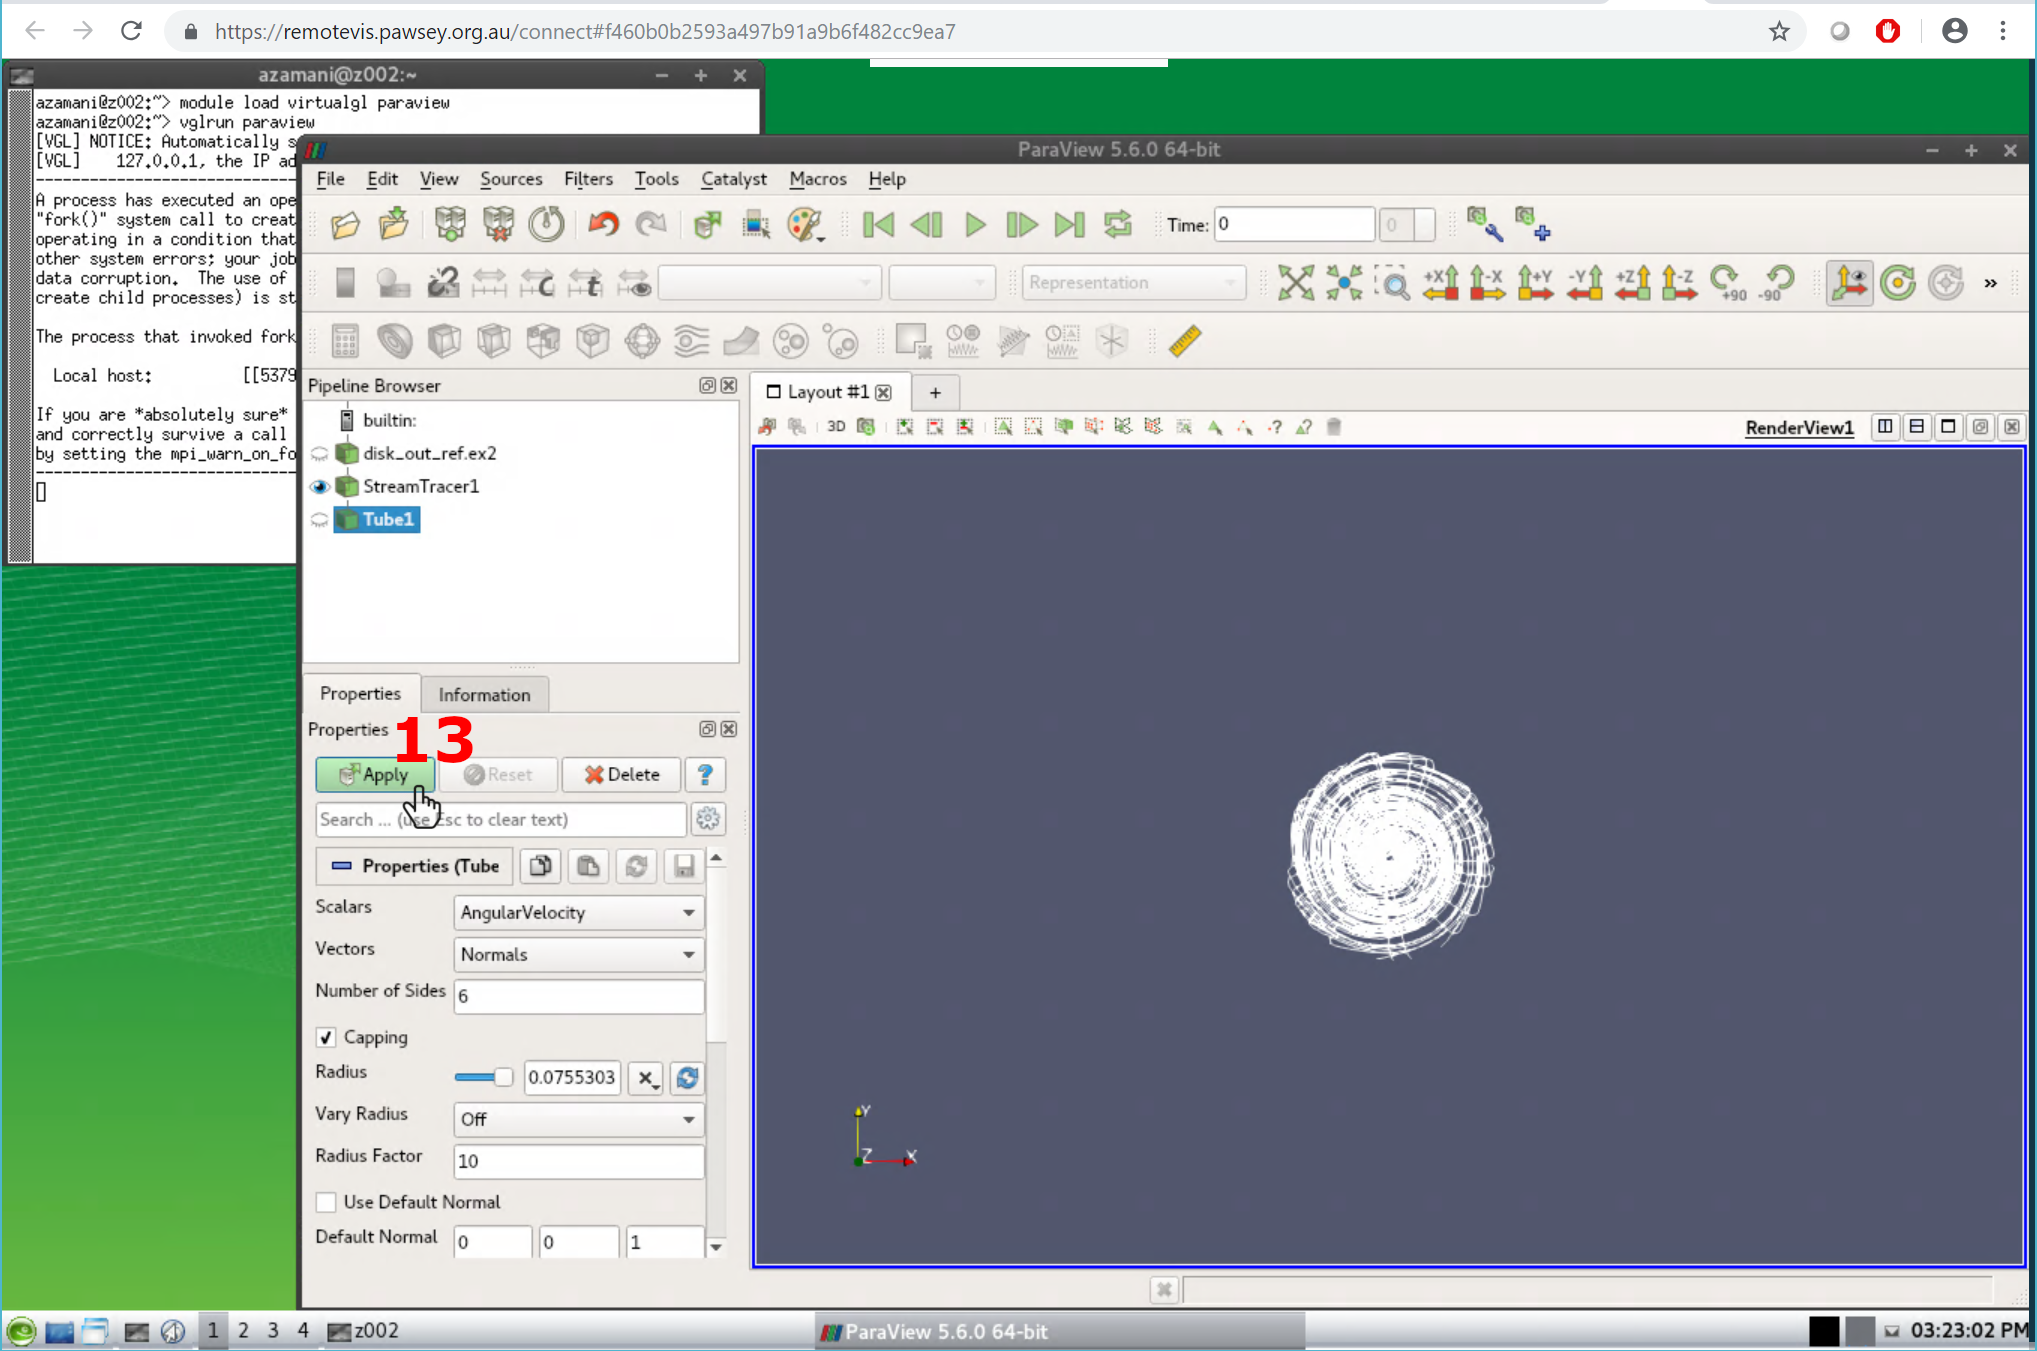 https://remotevis.pawsey.org.au/connect#f460b0b2593a497b91a9b6f482cc9ea7
azamani@z002:~
azamani@z002:~> module load virtualgl paraview
azamani@z002:~> vglrun paraview
[VGL] NOTICE: Automatically s
[VGL]    127.0.0.1, the IP ad
A process has executed an ope
"fork()" system call to creat
operating in a condition that
other system errors; your job
data corruption.  The use of
create child processes) is st
The process that invoked fork
Local host:          [[5379
If you are *absolutely sure*
and correctly survive a call
by setting the mpi_warn_on_fo
ParaView 5.6.0 64-bit
File Edit View Sources Filters Tools Catalyst Macros Help
Time: 0 0
Representation +X -X +Y -Y +Z -Z +90 -90 »
Pipeline Browser
builtin:
disk_out_ref.ex2
StreamTracer1
Tube1
Layout #1 +
3D RenderView1
Properties Information
Properties 13
Apply Reset Delete ?
Search ... (use Esc to clear text)
Properties (Tube
Scalars AngularVelocity
Vectors Normals
Number of Sides 6
Capping
Radius 0.0755303
Vary Radius Off
Radius Factor 10
Use Default Normal
Default Normal 0 0 1
Y
Z X
1 2 3 4 z002 ParaView 5.6.0 64-bit 03:23:02 PM